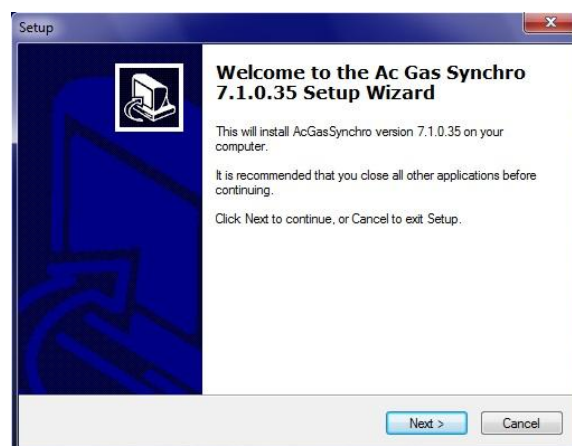 Setup
Welcome to the Ac Gas Synchro
7.1.0.35 Setup Wizard
This will install AcGasSynchro version 7.1.0.35 on your
computer.
It is recommended that you close all other applications before
continuing.
Click Next to continue, or Cancel to exit Setup.
Next >
Cancel